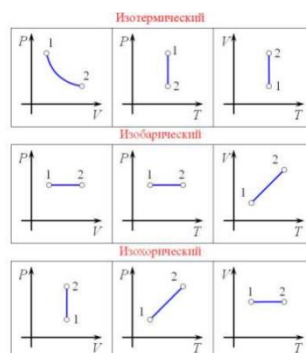 Изотермический
P 1 2 V
P 1 2 T
V 2 1 T
Изобарический
P 1 2 V
P 1 2 T
V 1 2 T
Изохорический
P 2 1 V
P 1 2 T
V 1 2 T